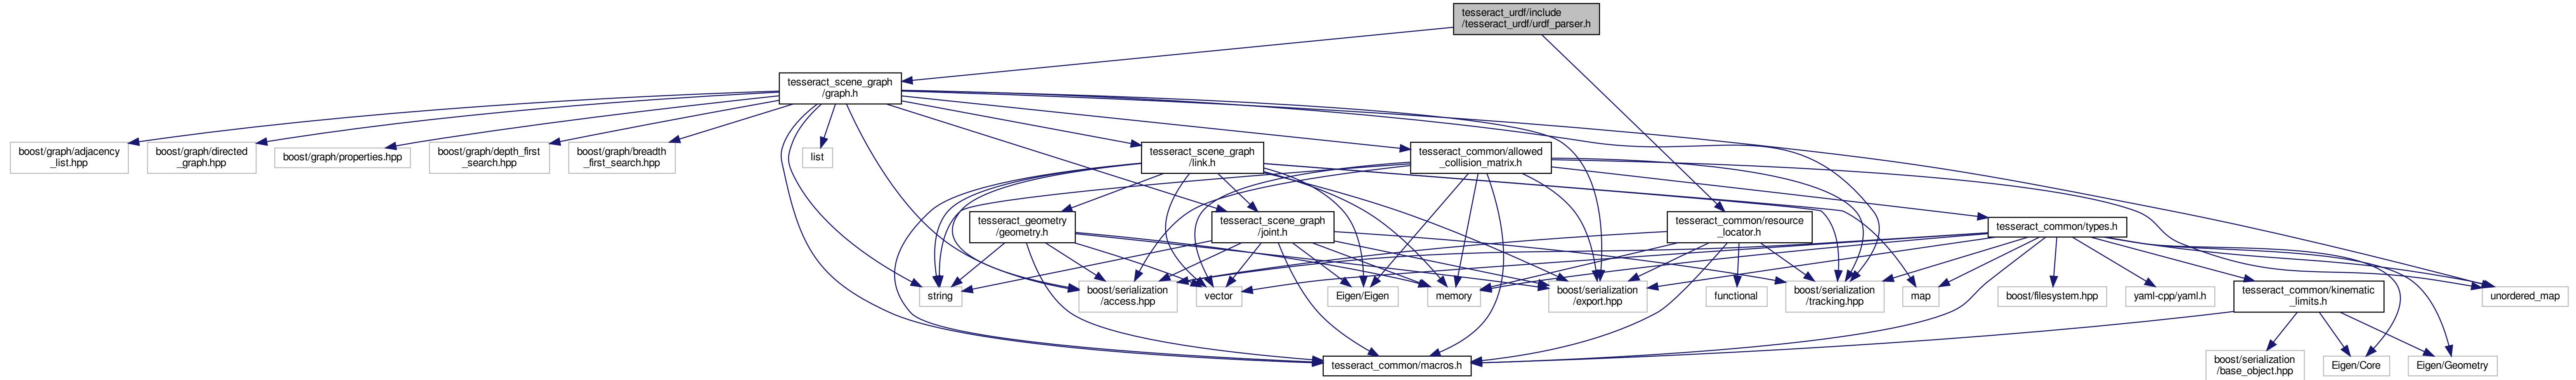 tesseract_urdf/include
/tesseract_urdf/urdf_parser.h
tesseract_scene_graph
/graph.h
boost/graph/adjacency
_list.hpp
boost/graph/directed
_graph.hpp
boost/graph/properties.hpp
boost/graph/depth_first
_search.hpp
boost/graph/breadth
_first_search.hpp
list
tesseract_scene_graph
/link.h
tesseract_common/allowed
_collision_matrix.h
tesseract_geometry
/geometry.h
tesseract_scene_graph
/joint.h
tesseract_common/resource
_locator.h
tesseract_common/types.h
string
boost/serialization
/access.hpp
vector
Eigen/Eigen
memory
boost/serialization
/export.hpp
functional
boost/serialization
/tracking.hpp
map
boost/filesystem.hpp
yaml-cpp/yaml.h
tesseract_common/kinematic
_limits.h
unordered_map
tesseract_common/macros.h
boost/serialization
/base_object.hpp
Eigen/Core
Eigen/Geometry